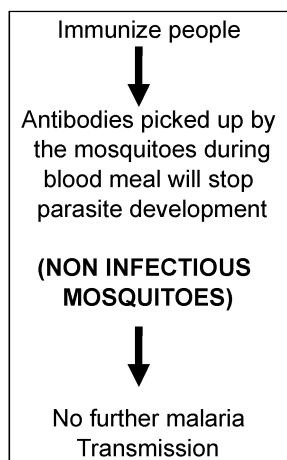 Immunize people
Antibodies picked up by
the mosquitoes during
blood meal will stop
parasite development
(NON INFECTIOUS
MOSQUITOES)
No further malaria
Transmission